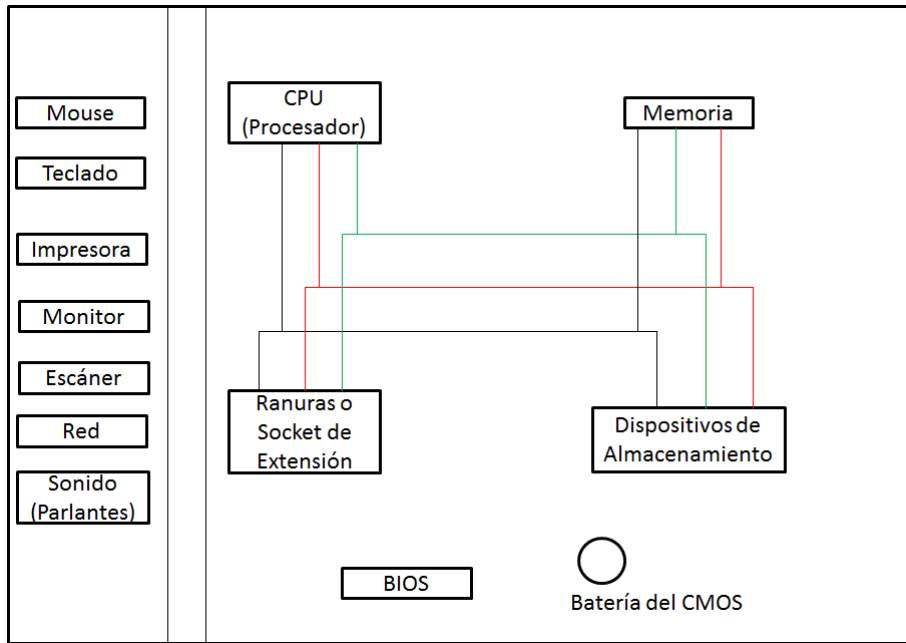 Mouse
Teclado
Impresora
Monitor
Escáner
Red
Sonido
(Parlantes)
CPU
(Procesador)
Memoria
Ranuras o
Socket de
Extensión
Dispositivos de
Almacenamiento
BIOS
Batería del CMOS